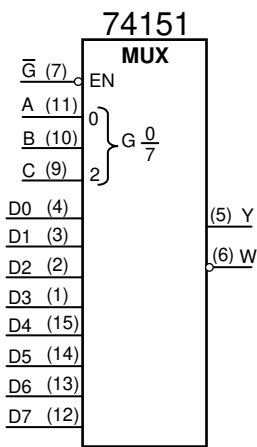 74151
MUX
G̅ (7) EN
A (11) 0
B (10) G 0/7
C (9) 2
D0 (4)
(5) Y
D1 (3)
D2 (2)
(6) W
D3 (1)
D4 (15)
D5 (14)
D6 (13)
D7 (12)